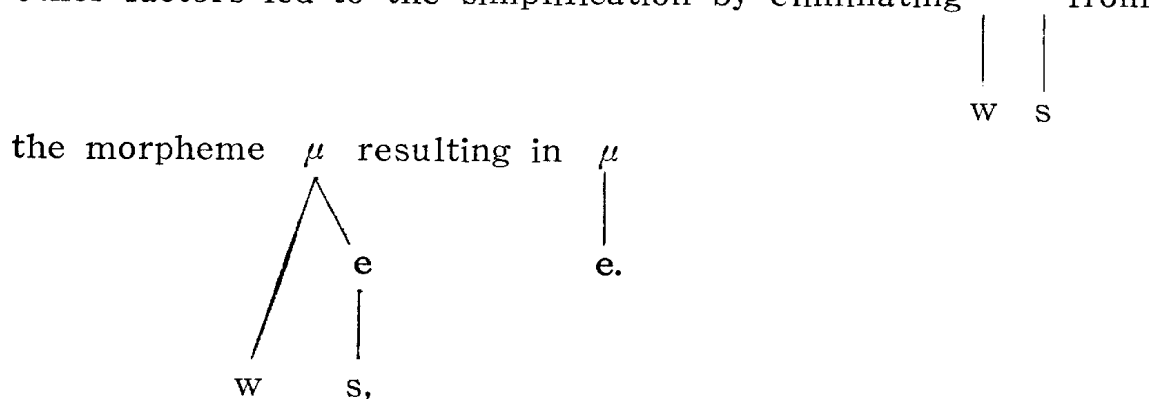 other factors led to the simplification by eliminating from
w s
the morpheme μ resulting in μ
e e.
w s,